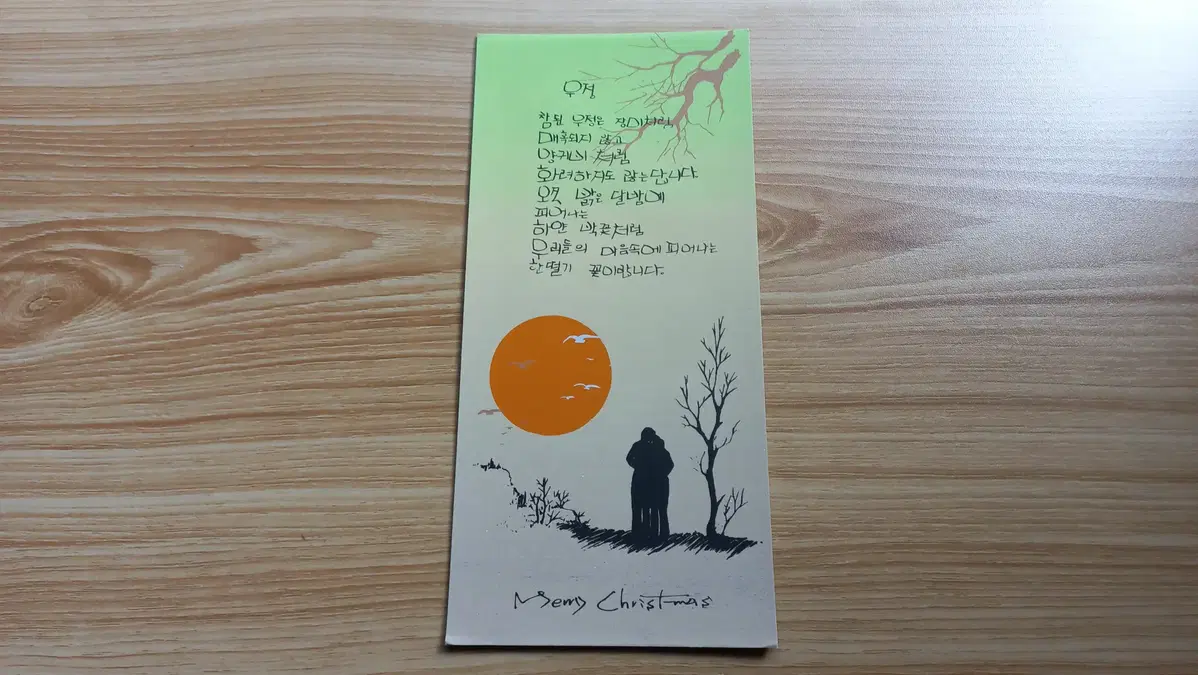 우정
참된 우정은 장미처럼
매혹되지 않고
양귀비 처럼
화려하지도 않는답니다.
오직 밝은 달밤에
피어나는
하얀 박꽃처럼
우리들의 마음속에 피어나는
한떨기 꽃이랍니다.
Merry Christmas